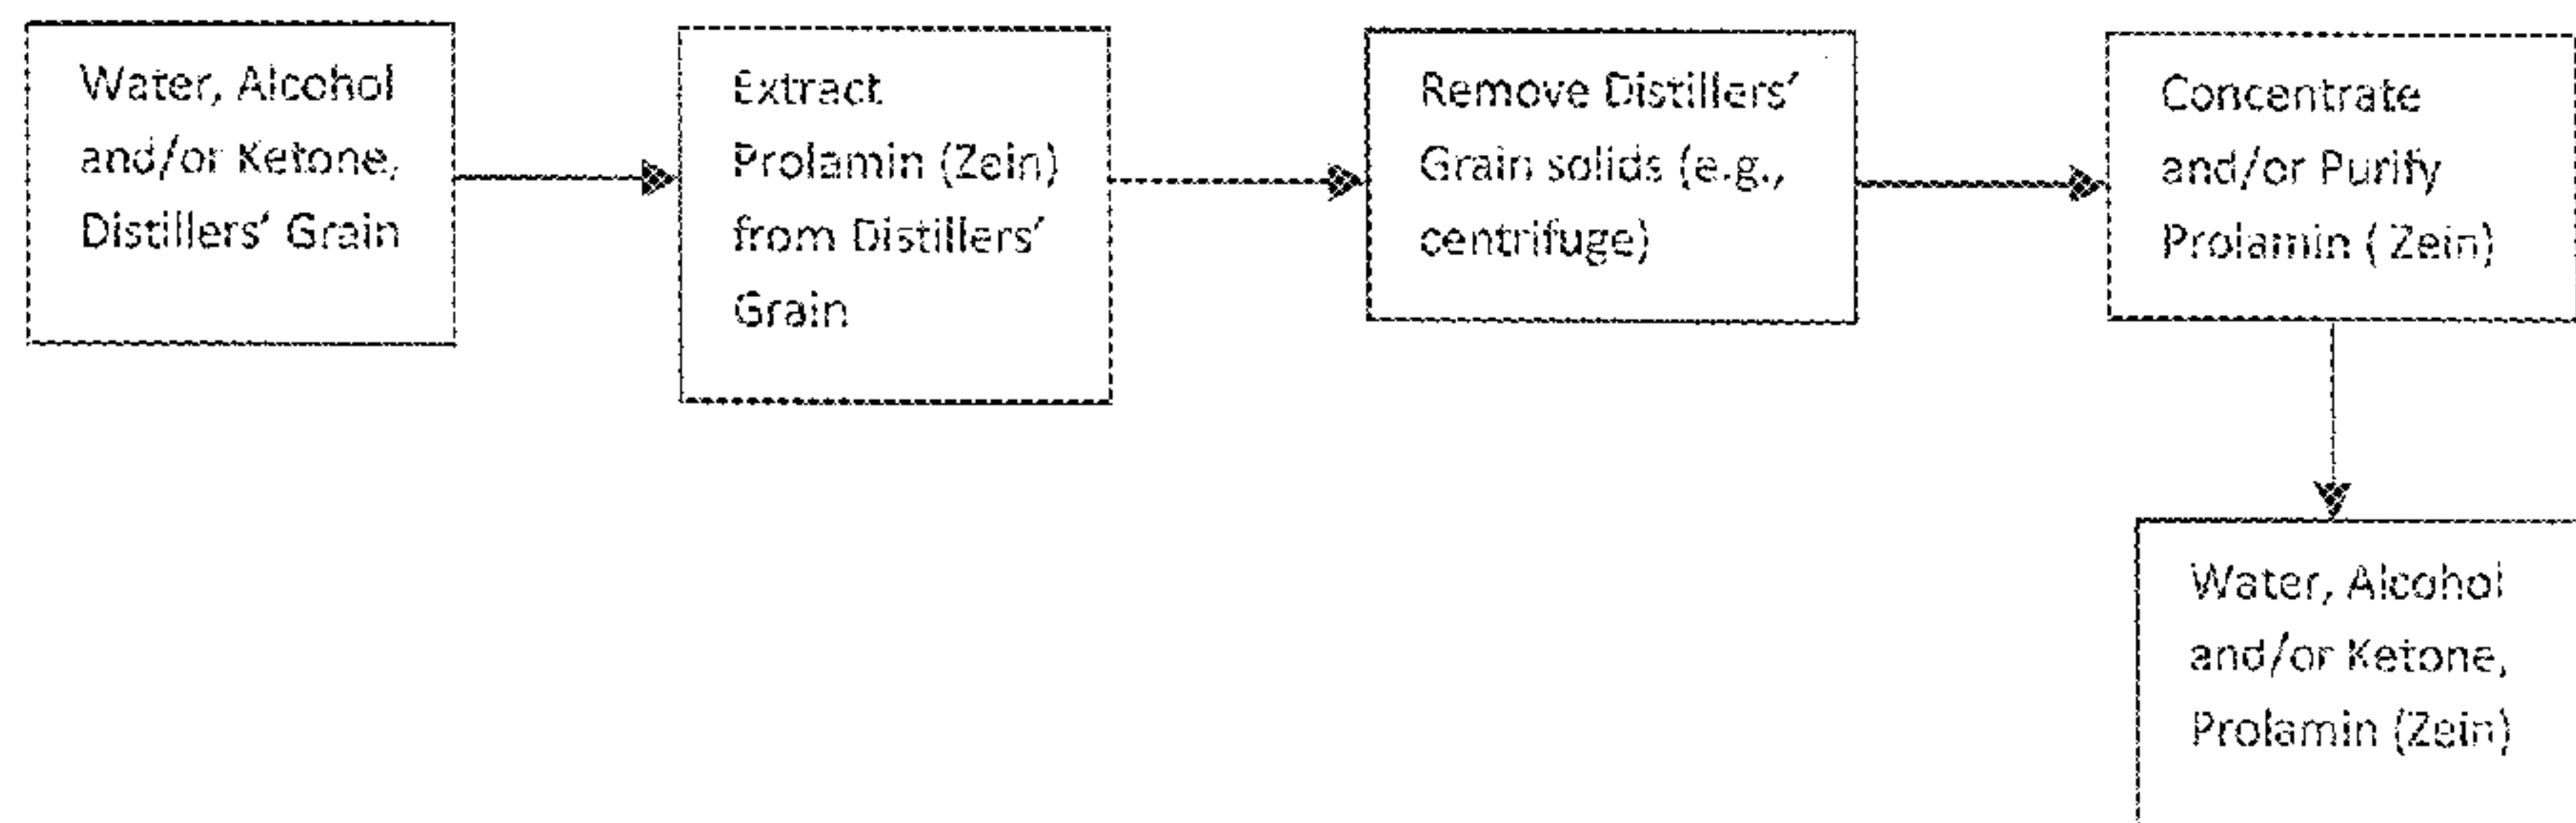 Water, Alcohol
and/or Ketone,
Distillers’ Grain
Extract
Prolamin (Zein)
from Distillers’
Grain
Remove Distillers’
Grain solids (e.g.,
centrifuge)
Concentrate
and/or Purify
Prolamin ( Zein)
Water, Alcohol
and/or Ketone,
Prolamin (Zein)